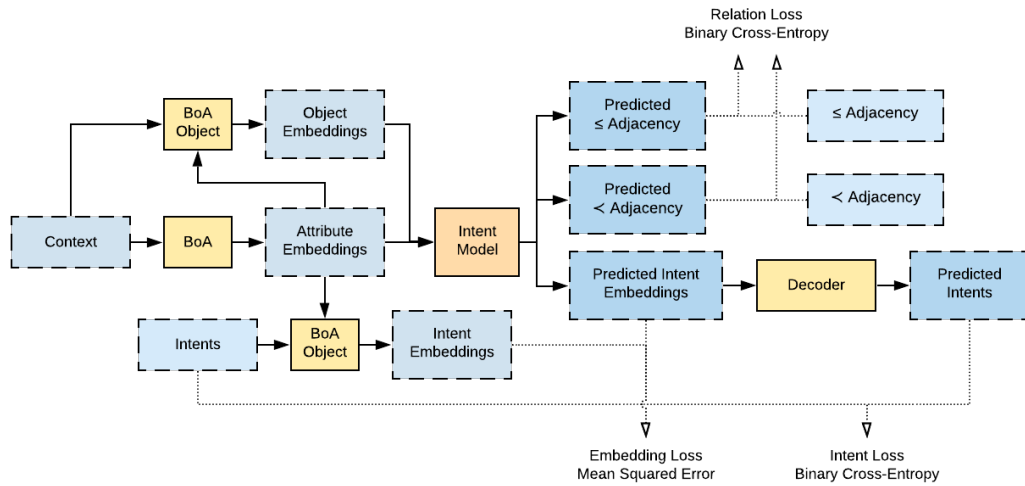 Relation Loss
Binary Cross-Entropy
BoA
Object
Object
Embeddings
Predicted
≤ Adjacency
≤ Adjacency
Predicted
≺ Adjacency
≺ Adjacency
Context
BoA
Attribute
Embeddings
Intent
Model
Predicted Intent
Embeddings
Decoder
Predicted
Intents
Intents
BoA
Object
Intent
Embeddings
Embedding Loss
Mean Squared Error
Intent Loss
Binary Cross-Entropy